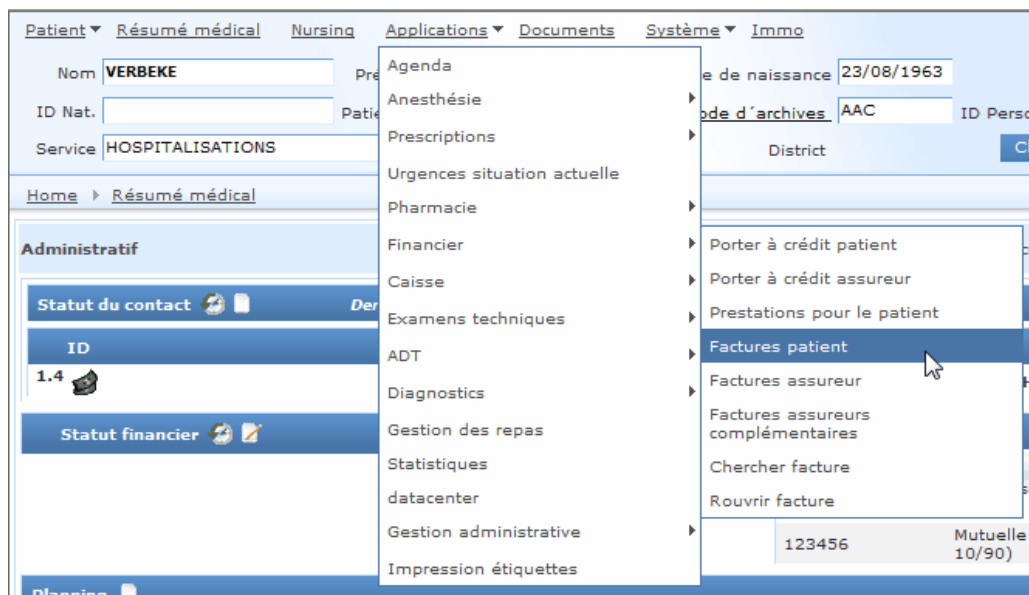 Patient Résumé médical Nursing Applications Documents Système Immo
Nom VERBEKE e de naissance 23/08/1963
ID Nat. ode d´archives AAC
Service HOSPITALISATIONS District
Home Résumé médical
Administratif
Statut du contact
ID
1.4
Statut financier
Agenda
Anesthésie
Prescriptions
Urgences situation actuelle
Pharmacie
Financier
Caisse
Examens techniques
ADT
Diagnostics
Gestion des repas
Statistiques
datacenter
Gestion administrative
Impression étiquettes
Porter à crédit patient
Porter à crédit assureur
Prestations pour le patient
Factures patient
Factures assureur
Factures assureurs
complémentaires
Chercher facture
Rouvrir facture
123456 Mutuelle
10/90)
Planning